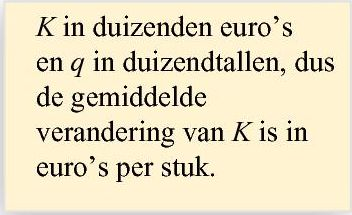 K in duizenden euro's
en q in duizendtallen, dus
de gemiddelde
verandering van K is in
euro's per stuk.